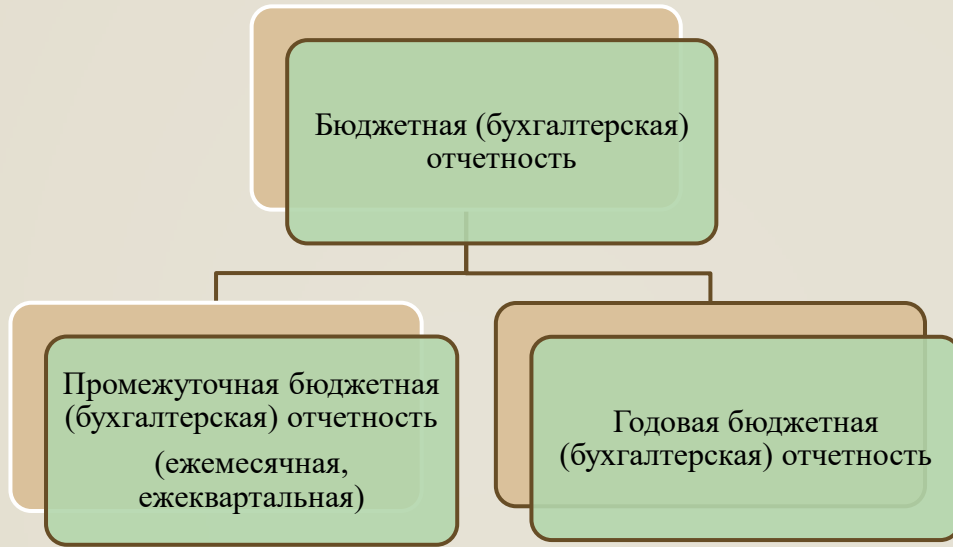 Бюджетная (бухгалтерская)
отчетность
Промежуточная бюджетная
(бухгалтерская) отчетность
(ежемесячная,
ежеквартальная)
Годовая бюджетная
(бухгалтерская) отчетность